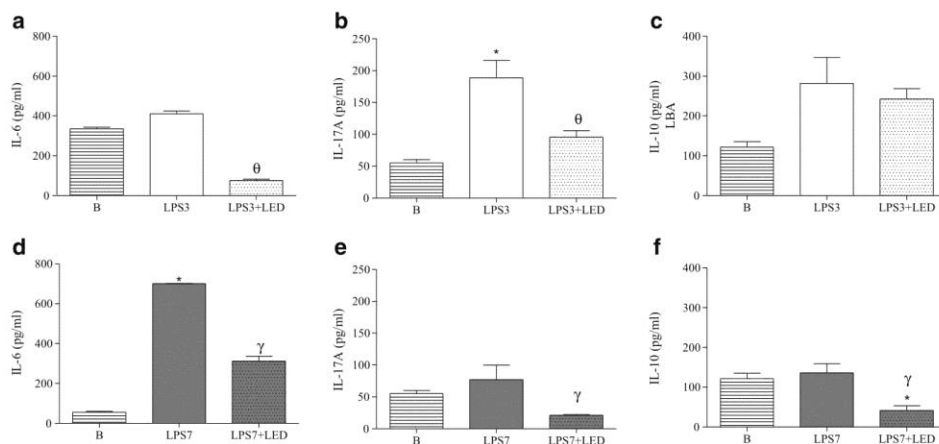 a
IL-6 (pg/ml)
800
600
400
200
0
θ
B LPS3 LPS3+LED
b
IL-17A (pg/ml)
250
200
150
100
50
0
*
θ
B LPS3 LPS3+LED
c
IL-10 (pg/ml)
LBA
400
300
200
100
0
B LPS3 LPS3+LED
d
IL-6 (pg/ml)
800
600
400
200
0
*
γ
B LPS7 LPS7+LED
e
IL-17A (pg/ml)
250
200
150
100
50
0
γ
B LPS7 LPS7+LED
f
IL-10 (pg/ml)
400
300
200
100
0
γ
*
B LPS7 LPS7+LED